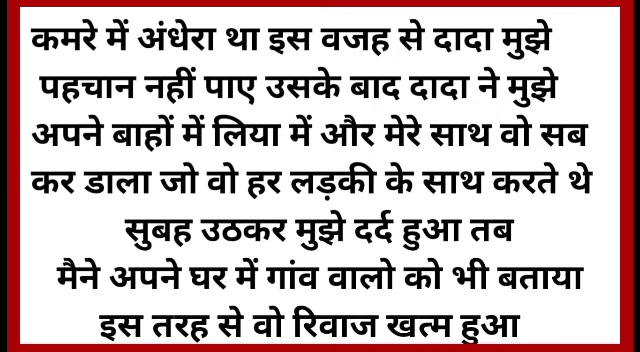 कमरे में अंधेरा था इस वजह से दादा मुझे
पहचान नहीं पाए उसके बाद दादा ने मुझे
अपने बाहों में लिया में और मेरे साथ वो सब
कर डाला जो वो हर लड़की के साथ करते थे
सुबह उठकर मुझे दर्द हुआ तब
मैने अपने घर में गांव वालो को भी बताया
इस तरह से वो रिवाज खत्म हुआ